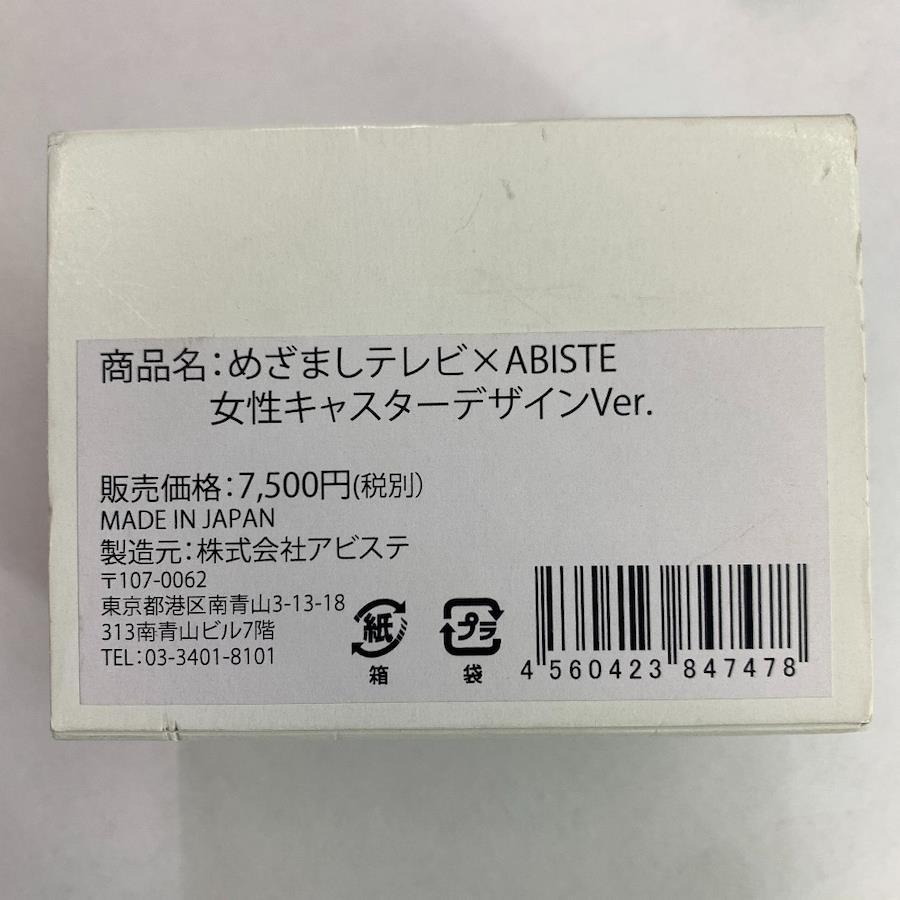 商品名：めざましテレビ×ABISTE
女性キャスターデザインVer.
販売価格：7,500円(税別)
MADE IN JAPAN
製造元：株式会社アビステ
〒107-0062
東京都港区南青山3-13-18
313南青山ビル7階
TEL：03-3401-8101
紙
箱
プラ
袋
4 560423 847478